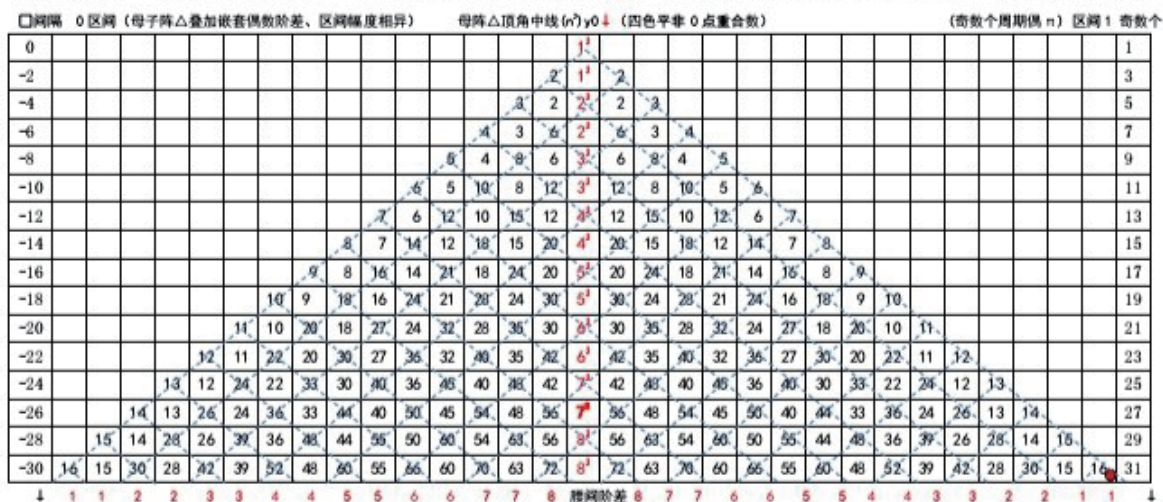 □间隔 0区间（母子阵△叠加嵌套偶数阶差、区间幅度相异） 母阵△顶角中线(n²)y0↓（四色平非0点重合数） （奇数个周期偶n）区间1 奇数个
0 1² 1
-2 2 1² 2 3
-4 3 2 2² 2 3 5
-6 4 3 6 2² 6 3 4 7
-8 5 4 8 6 3² 6 8 4 5 9
-10 6 5 10 8 12 3² 12 8 10 5 6 11
-12 7 6 12 10 15 12 4² 12 15 10 12 6 7 13
-14 8 7 14 12 18 15 20 4² 20 15 18 12 14 7 8 15
-16 9 8 16 14 21 18 24 20 5² 20 24 18 21 14 16 8 9 17
-18 10 9 18 16 24 21 28 24 30 5² 30 24 28 21 24 16 18 9 10 19
-20 11 10 20 18 27 24 32 28 35 30 6² 30 35 28 32 24 27 18 20 10 11 21
-22 12 11 22 20 30 27 36 32 40 35 42 6² 42 35 40 32 36 27 30 20 22 11 12 23
-24 13 12 24 22 33 30 40 36 45 40 48 42 7² 42 48 40 45 36 40 30 33 22 24 12 13 25
-26 14 13 26 24 36 33 44 40 50 45 54 48 56 7² 56 48 54 45 50 40 44 33 36 24 26 13 14 27
-28 15 14 28 26 39 36 48 44 55 50 60 54 63 56 8² 56 63 54 60 50 55 44 48 36 39 26 28 14 15 29
-30 16 15 30 28 42 39 52 48 60 55 66 60 70 63 72 8² 72 63 70 60 66 55 60 48 52 39 42 28 30 15 16 31
↓ 1 1 2 2 3 3 4 4 5 5 6 6 7 7 8 腰间阶差 8 7 7 6 6 5 5 4 4 3 3 2 2 1 ↓